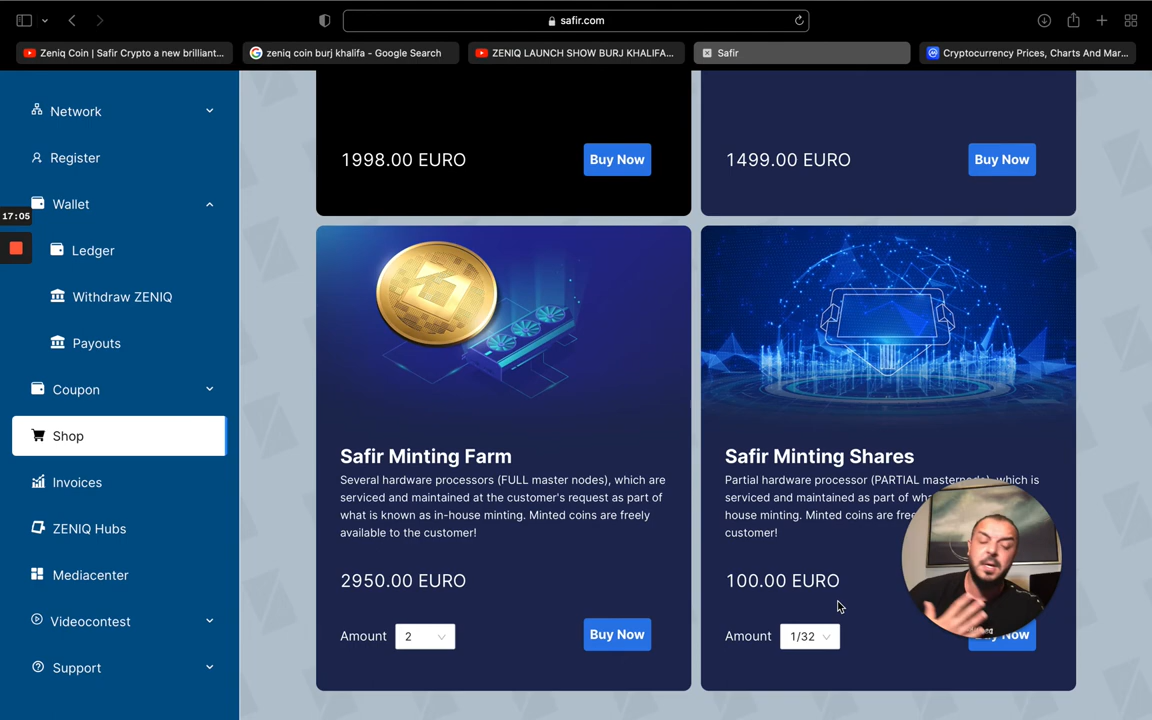 safir.com
Zeniq Coin | Safir Crypto a new brilliant...
zeniq coin burj khalifa - Google Search
ZENIQ LAUNCH SHOW BURJ KHALIFA...
Safir
Cryptocurrency Prices, Charts And Mar...
Network
Register
Wallet
17:05
Ledger
Withdraw ZENIQ
Payouts
Coupon
Shop
Invoices
ZENIQ Hubs
Mediacenter
Videocontest
Support
1998.00 EURO
Buy Now
1499.00 EURO
Buy Now
Safir Minting Farm
Several hardware processors (FULL master nodes), which are
serviced and maintained at the customer's request as part of
what is known as in-house minting. Minted coins are freely
available to the customer!
2950.00 EURO
Amount 2
Buy Now
Safir Minting Shares
Partial hardware processor (PARTIAL which is
serviced and maintained as part of
house minting. Minted coins are
customer!
100.00 EURO
Amount 1/32
Now